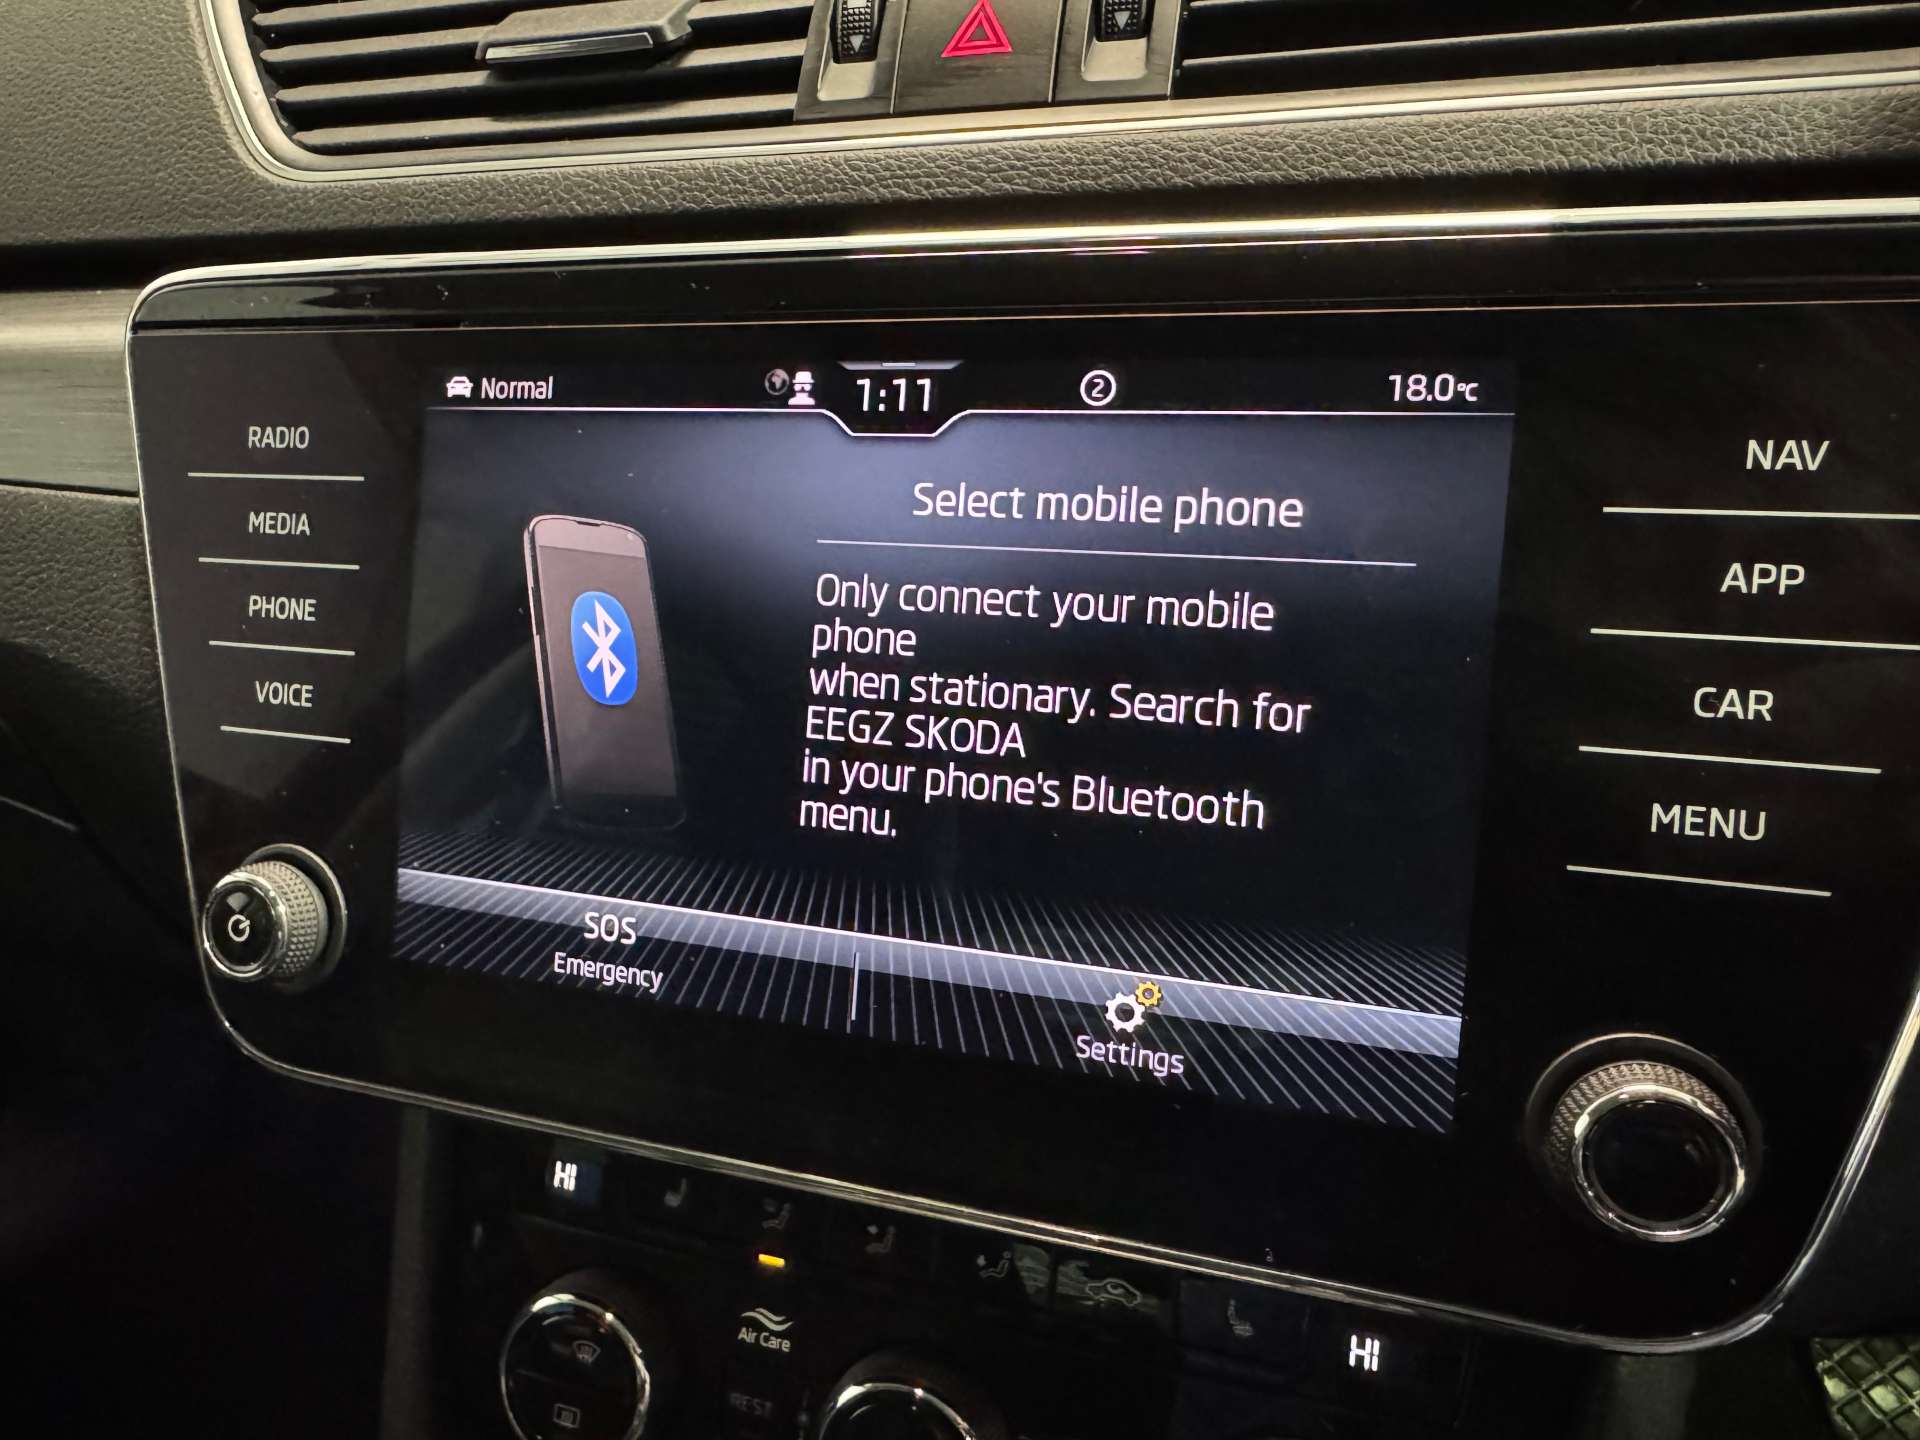 Normal
1:11
2
18.0°C
RADIO
MEDIA
PHONE
VOICE
NAV
APP
CAR
MENU
Select mobile phone
Only connect your mobile
phone
when stationary. Search for
EEGZ SKODA
in your phone's Bluetooth
menu.
SOS
Emergency
Settings
HI
Air Care
REST
HI